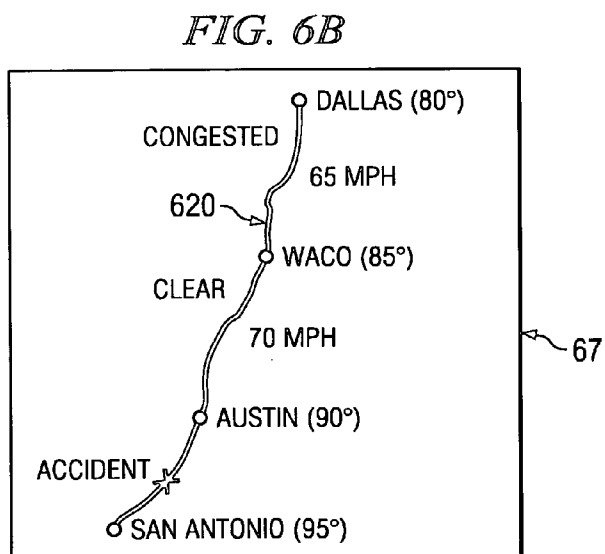 FIG. 6B
DALLAS (80°)
CONGESTED
65 MPH
620
WACO (85°)
CLEAR
70 MPH
67
AUSTIN (90°)
ACCIDENT
SAN ANTONIO (95°)